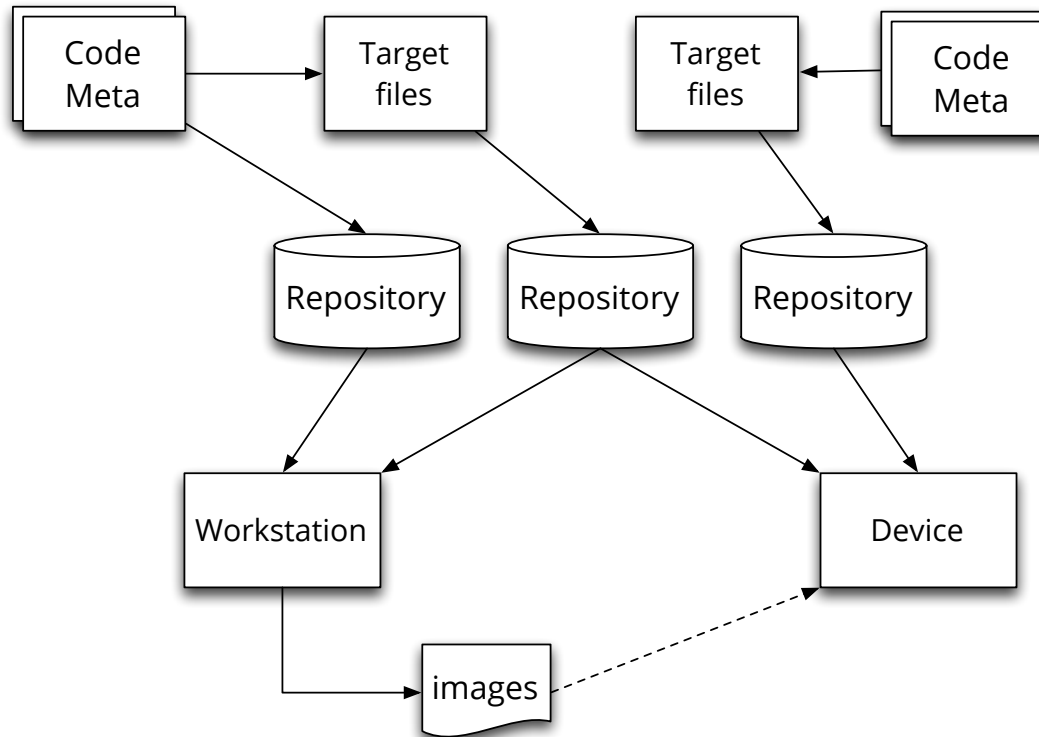 Code
Meta
Target
files
Target
files
Code
Meta
Repository
Repository
Repository
Workstation
Device
images